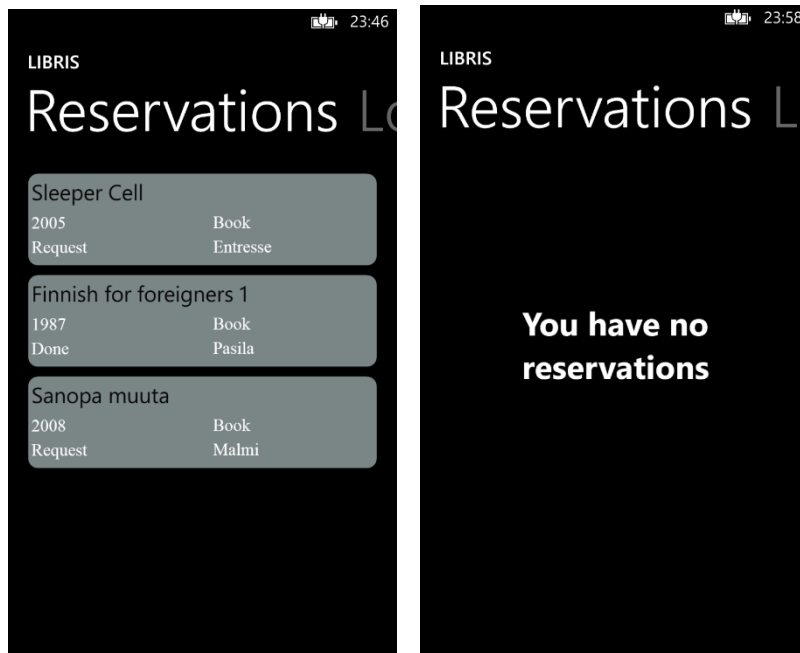 23:46
LIBRIS
Reservations Lo
Sleeper Cell
2005 Book
Request Entresse
Finnish for foreigners 1
1987 Book
Done Pasila
Sanopa muuta
2008 Book
Request Malmi
23:58
LIBRIS
Reservations L
You have no
reservations